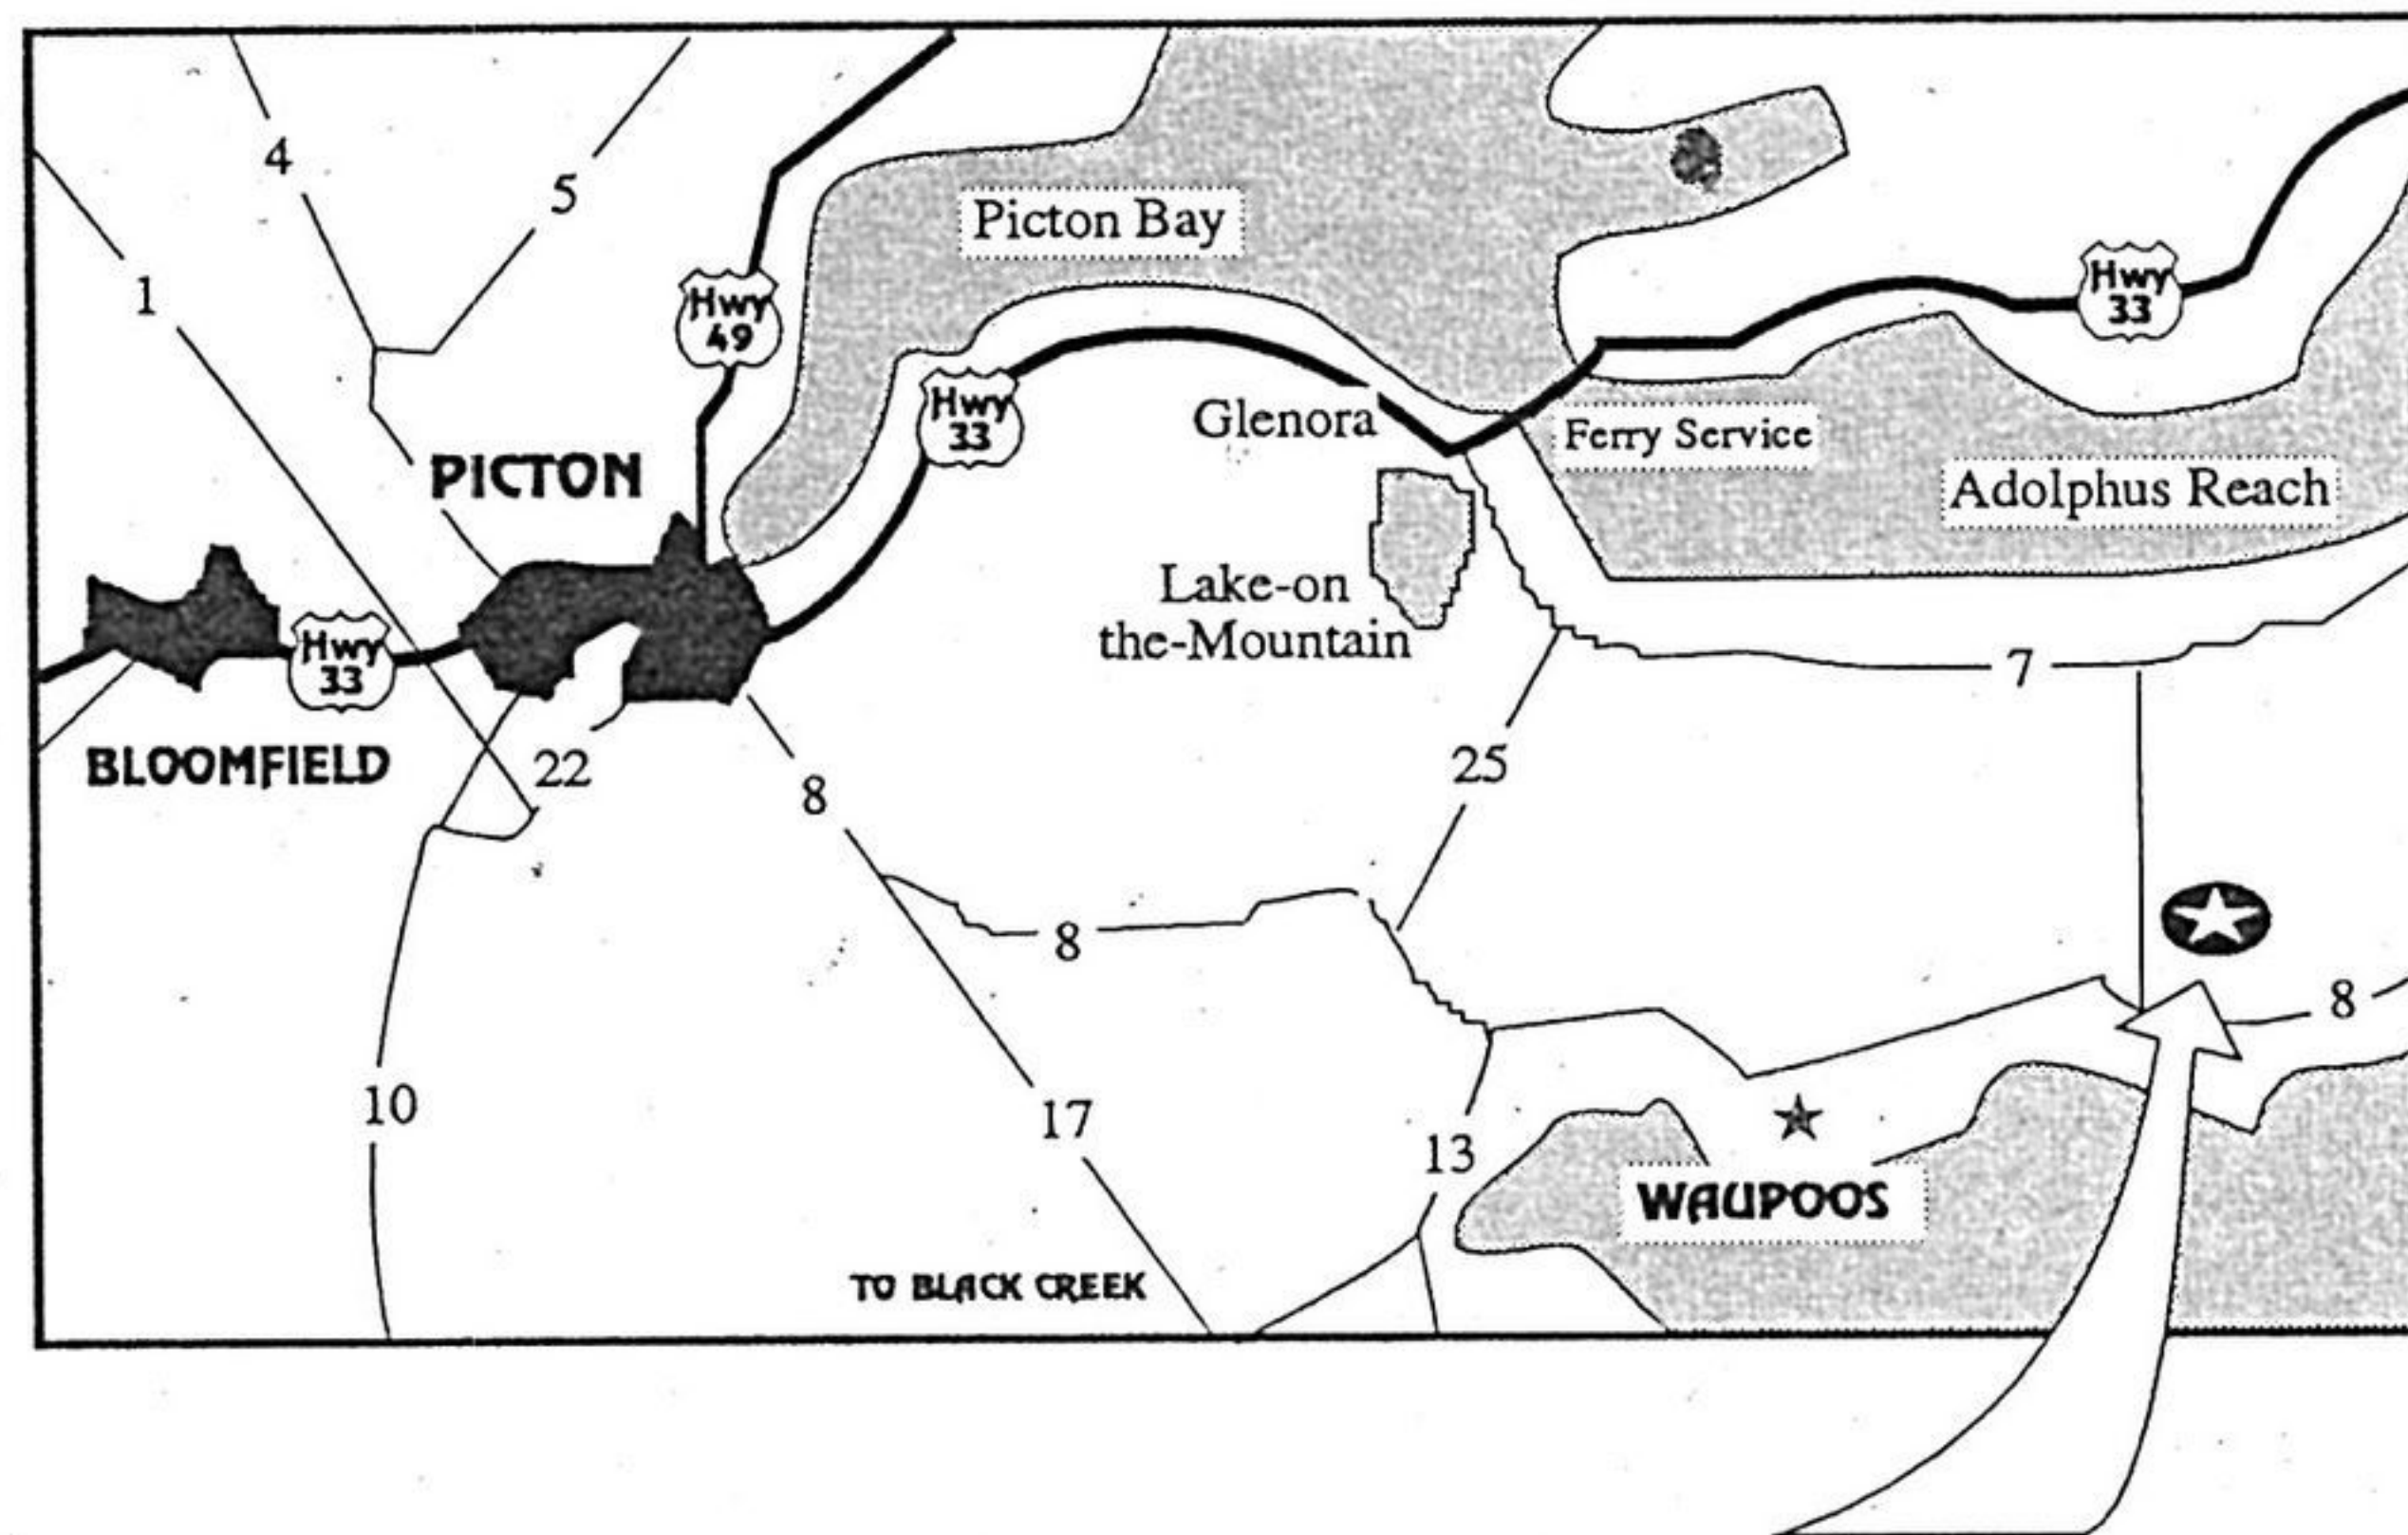 4
5
1
Picton Bay
Hwy
49
Hwy
33
Hwy
33
Glenora
Ferry Service
PICTON
Adolphus Reach
Lake-on
the-Mountain
Hwy
33
7
BLOOMFIELD
22
8
25
8
8
10
17
13
WAUPOOS
TO BLACK CREEK